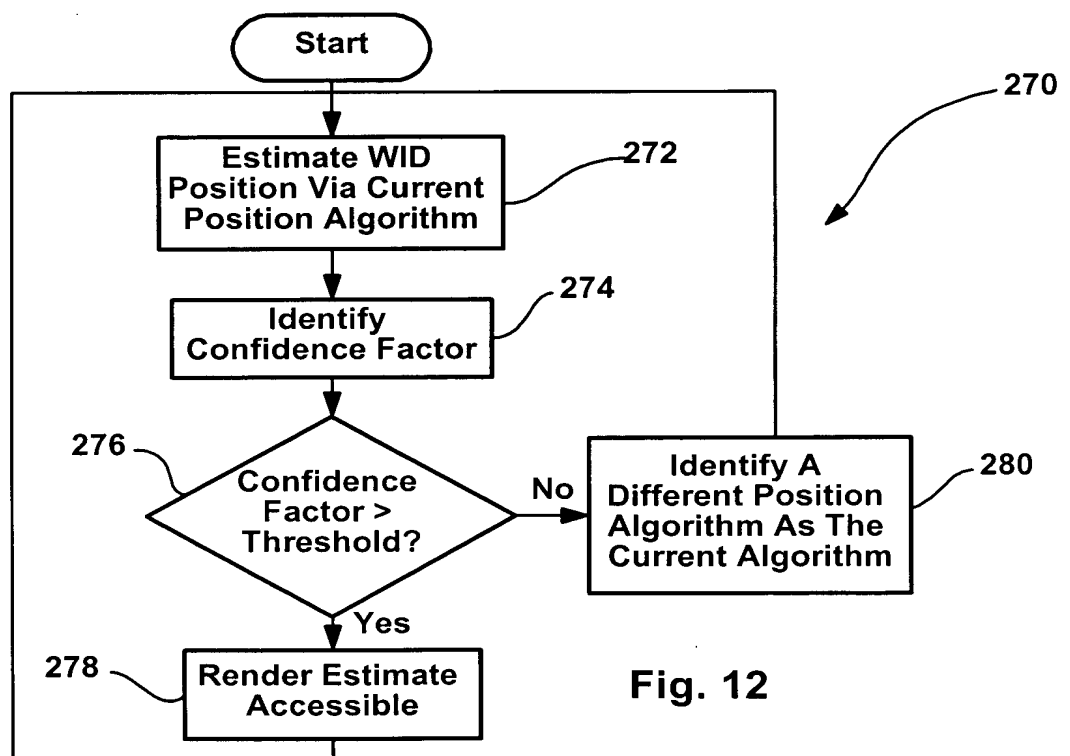 Start
270
Estimate WID
Position Via Current
Position Algorithm
272
Identify
Confidence Factor
274
276
Confidence
Factor >
Threshold?
No
Identify A
Different Position
Algorithm As The
Current Algorithm
280
Yes
278
Render Estimate
Accessible
Fig. 12